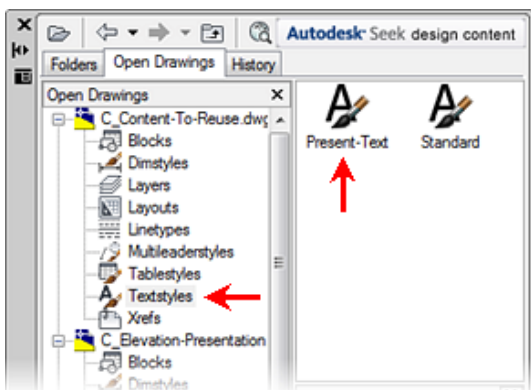 Autodesk® Seek design content
Folders Open Drawings History
Open Drawings
C_Content-To-Reuse.dwg
Blocks
Dimstyles
Layers
Layouts
Linetypes
Multileaderstyles
Tablestyles
Textstyles
Xrefs
C_Elevation-Presentation
Blocks
Dimstyles
Present-Text
Standard